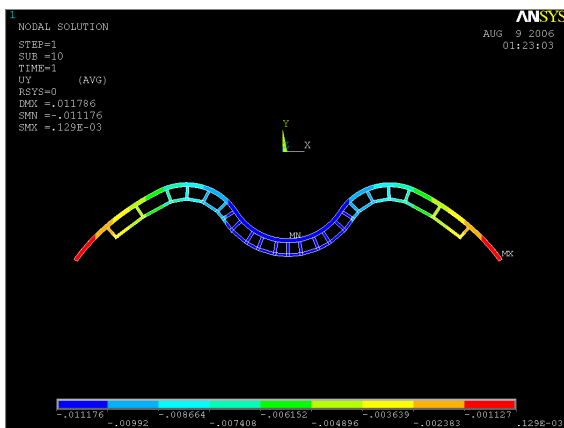 1
ANSYS
NODAL SOLUTION
AUG 9 2006
01:23:03
STEP=1
SUB =10
TIME=1
UY (AVG)
RSYS=0
DMX =.011786
SMN =-.011176
SMX =.129E-03
Y
X
MN
MX
-.011176 -.008664 -.006152 -.003639 -.001127
-.00992 -.007408 -.004896 -.002383 .129E-03